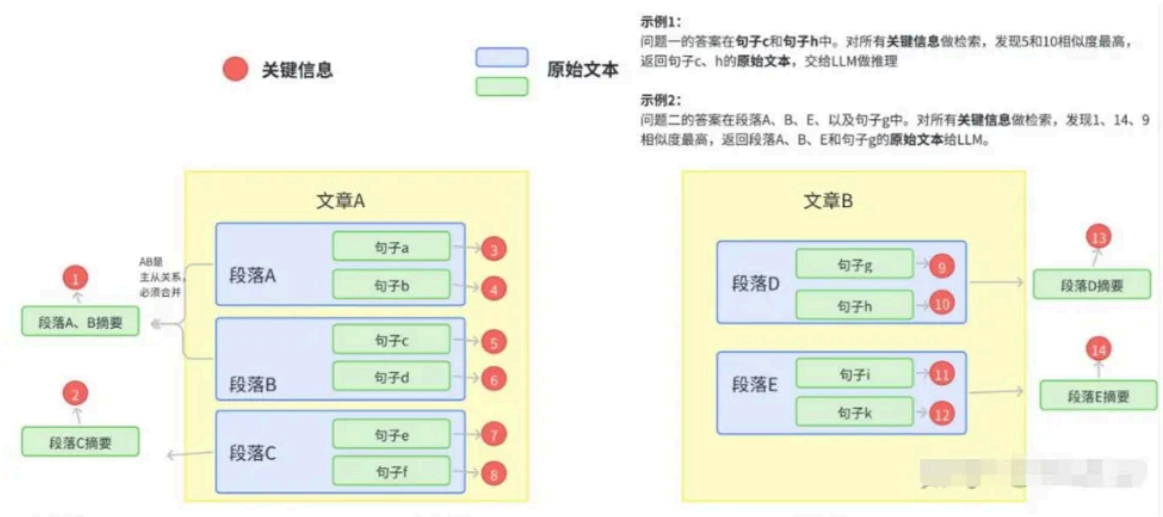 示例1：
问题一的答案在句子c和句子h中。对所有关键信息做检索，发现5和10相似度最高，
返回句子c、h的原始文本，交给LLM做推理
关键信息
原始文本
示例2：
问题二的答案在段落A、B、E、以及句子g中。对所有关键信息做检索，发现1、14、9
相似度最高，返回段落A、B、E和句子g的原始文本给LLM。
文章A
段落A
句子a
3
句子b
4
AB是
主从关系，
必须合并
1
段落A、B摘要
段落B
句子c
5
句子d
6
2
段落C摘要
段落C
句子e
7
句子f
8
文章B
段落D
句子g
9
句子h
10
13
段落D摘要
段落E
句子i
11
句子k
12
14
段落E摘要